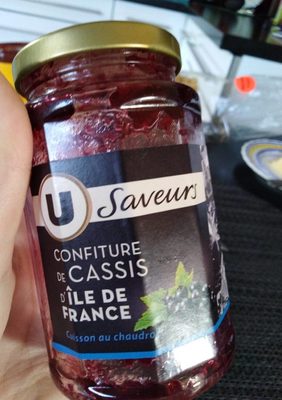 U Saveurs
CONFITURE
DE CASSIS
D'ÎLE DE
FRANCE
Cuisson au chaudron